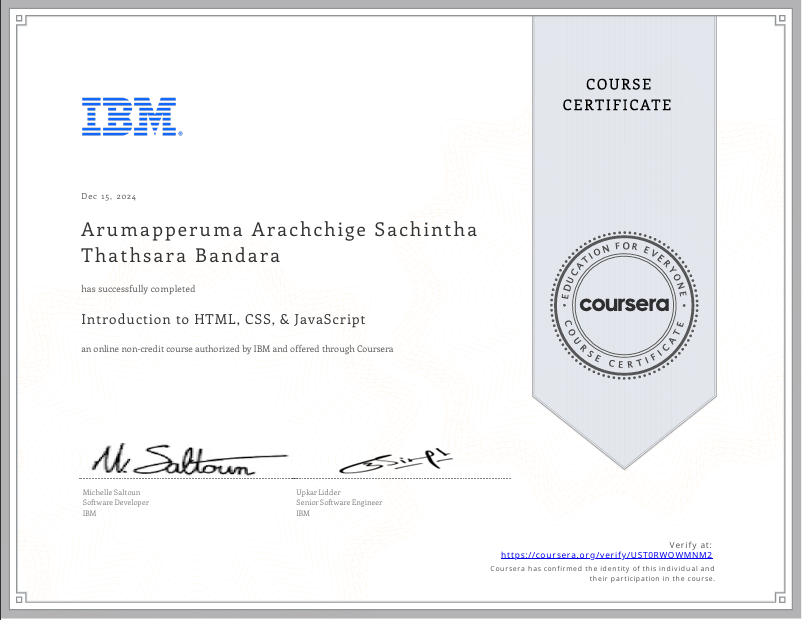 COURSE
CERTIFICATE
IBM®
Dec 15, 2024
Arumapperuma Arachchige Sachintha
Thathsara Bandara
has successfully completed
Introduction to HTML, CSS, & JavaScript
an online non-credit course authorized by IBM and offered through Coursera
EDUCATION FOR EVERYONE
coursera
COURSE CERTIFICATE
M. Saltoun
Michelle Saltoun
Software Developer
IBM
Upkar Lidder
Senior Software Engineer
IBM
Verify at:
https://coursera.org/verify/UST0RWOWMNM2
Coursera has confirmed the identity of this individual and
their participation in the course.